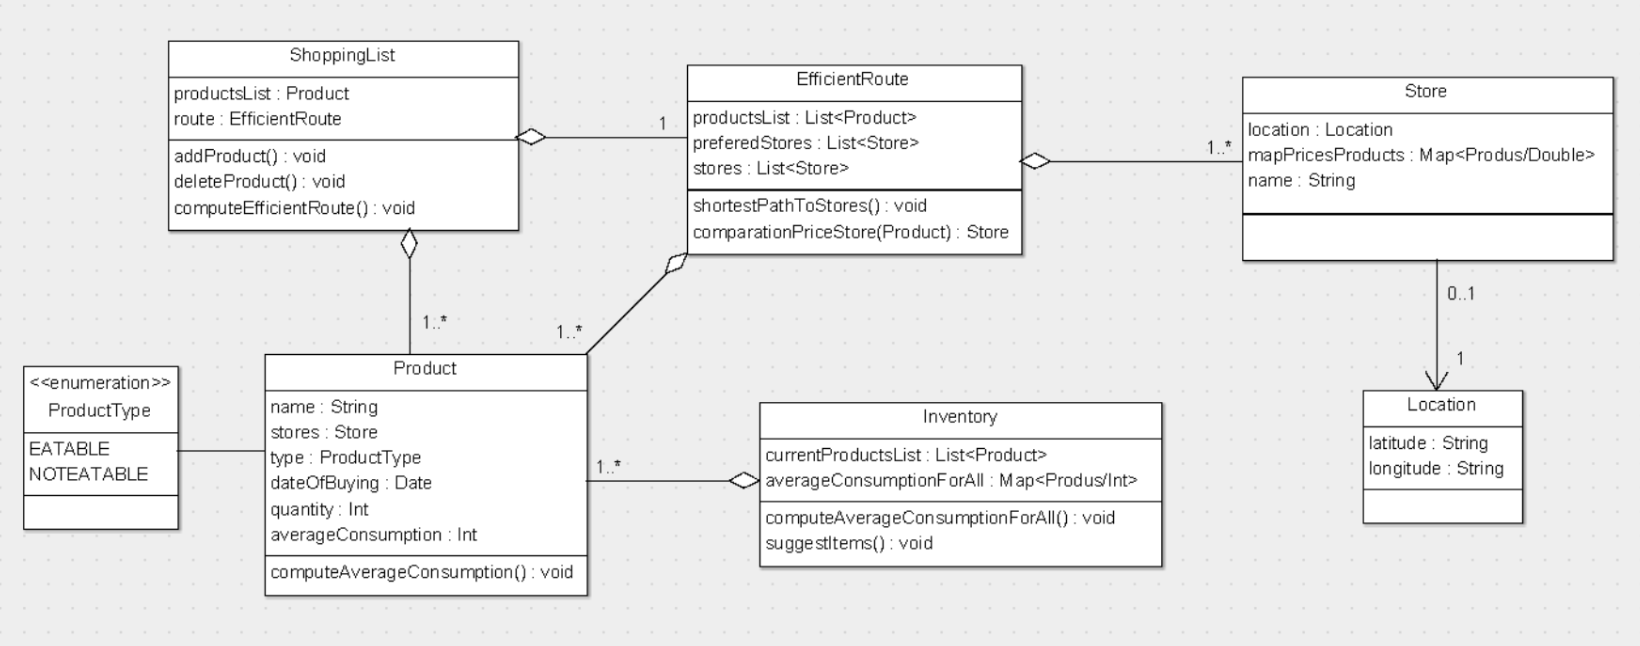 ShoppingList
productsList : Product
route : EfficientRoute
addProduct() : void
deleteProduct() : void
computeEfficientRoute() : void
1
EfficientRoute
productsList : List<Product>
preferedStores : List<Store>
stores : List<Store>
shortestPathToStores() : void
comparationPriceStore(Product) : Store
1..*
Store
location : Location
mapPricesProducts : Map<Produs/Double>
name : String
0..1
1
1..*
1..*
<<enumeration>>
ProductType
EATABLE
NOTEATABLE
Product
name : String
stores : Store
type : ProductType
dateOfBuying : Date
quantity : Int
averageConsumption : Int
computeAverageConsumption() : void
1..*
Inventory
currentProductsList : List<Product>
averageConsumptionForAll : Map<Produs/Int>
computeAverageConsumptionForAll() : void
suggestItems() : void
Location
latitude : String
longitude : String